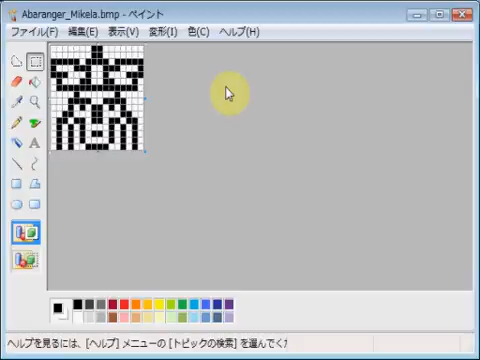 Abaranger_Mikela.bmp - ペイント
ファイル(F) 編集(E) 表示(V) 変形(I) 色(C) ヘルプ(H)
A
ヘルプを見るには、[ヘルプ] メニューの [トピックの検索] を選んでくだ